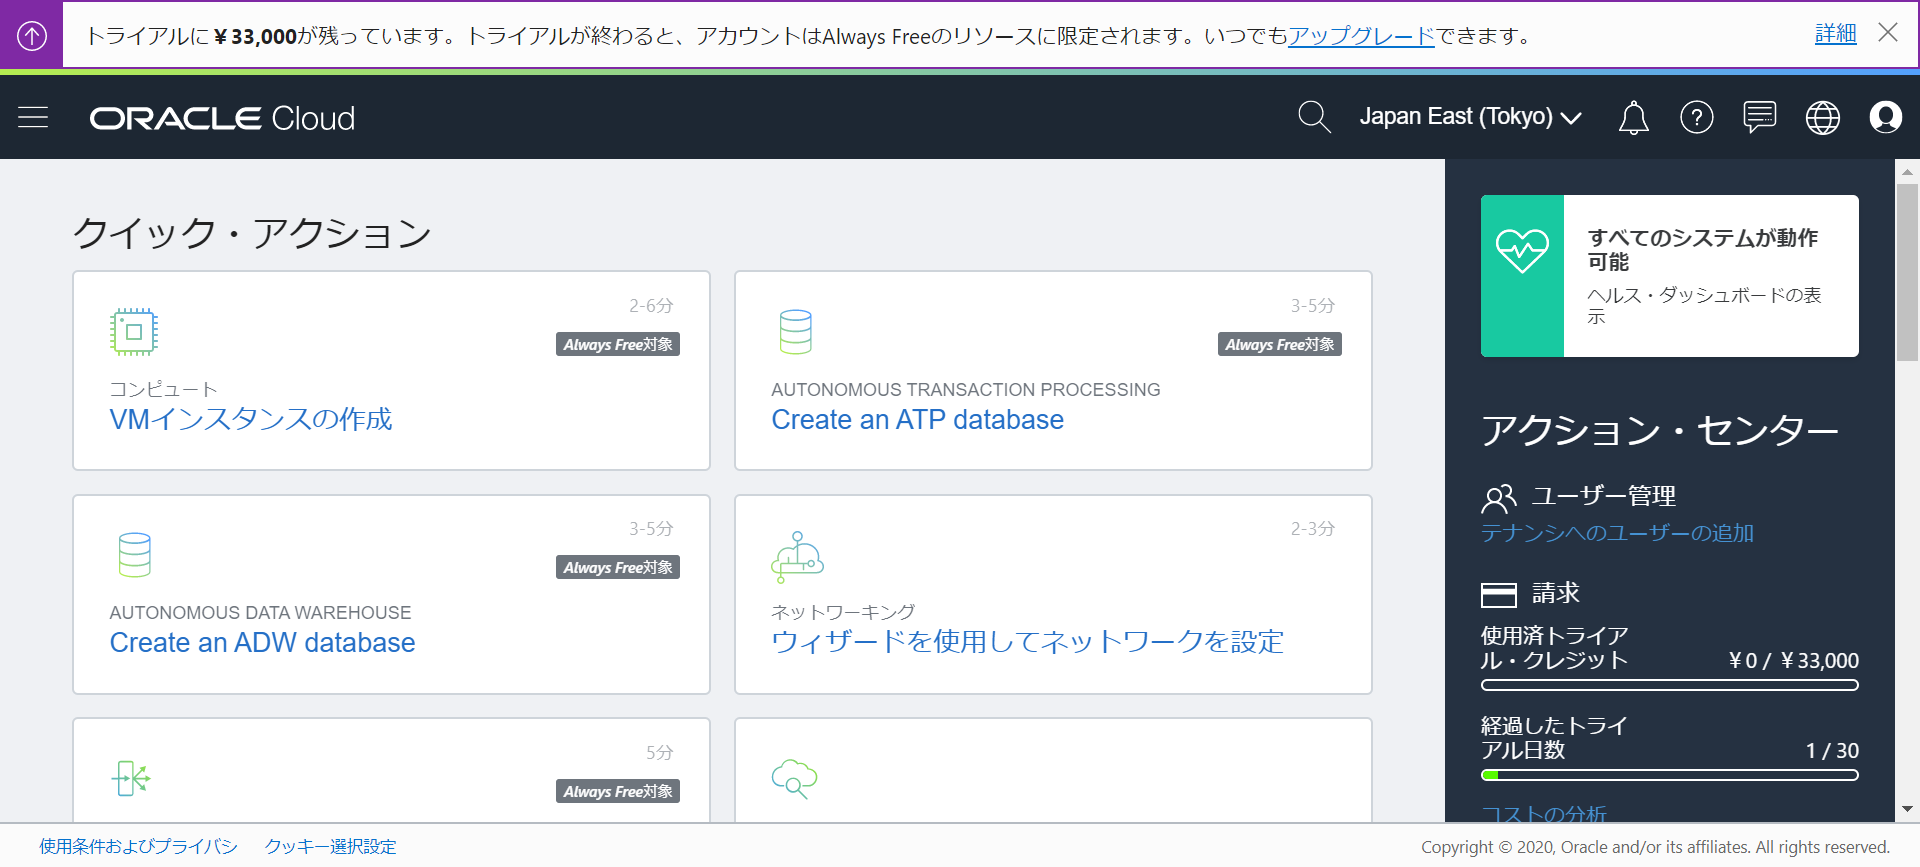 トライアルに￥33,000が残っています。トライアルが終わると、アカウントはAlways Freeのリソースに限定されます。いつでもアップグレードできます。
詳細
ORACLE Cloud
Japan East (Tokyo)
クイック・アクション
2-6分
Always Free対象
コンピュート
VMインスタンスの作成
3-5分
Always Free対象
AUTONOMOUS TRANSACTION PROCESSING
Create an ATP database
3-5分
Always Free対象
AUTONOMOUS DATA WAREHOUSE
Create an ADW database
2-3分
ネットワーキング
ウィザードを使用してネットワークを設定
5分
Always Free対象
すべてのシステムが動作
可能
ヘルス・ダッシュボードの表
示
アクション・センター
ユーザー管理
テナンシへのユーザーの追加
請求
使用済トライア
ル・クレジット
￥0 / ￥33,000
経過したトライ
アル日数
1 / 30
コストの分析
使用条件およびプライバシ
クッキー選択設定
Copyright © 2020, Oracle and/or its affiliates. All rights reserved.